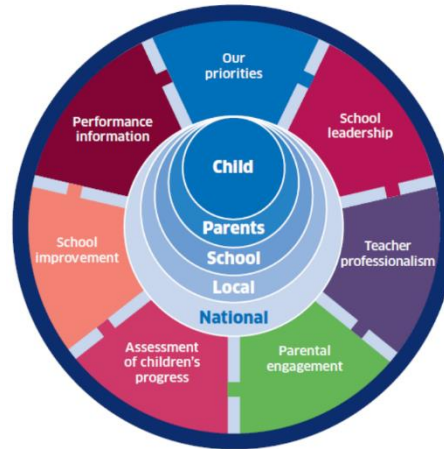 Our
priorities
School
leadership
Teacher
professionalism
Parental
engagement
Assessment
of children's
progress
School
improvement
Performance
information
Child
Parents
School
Local
National